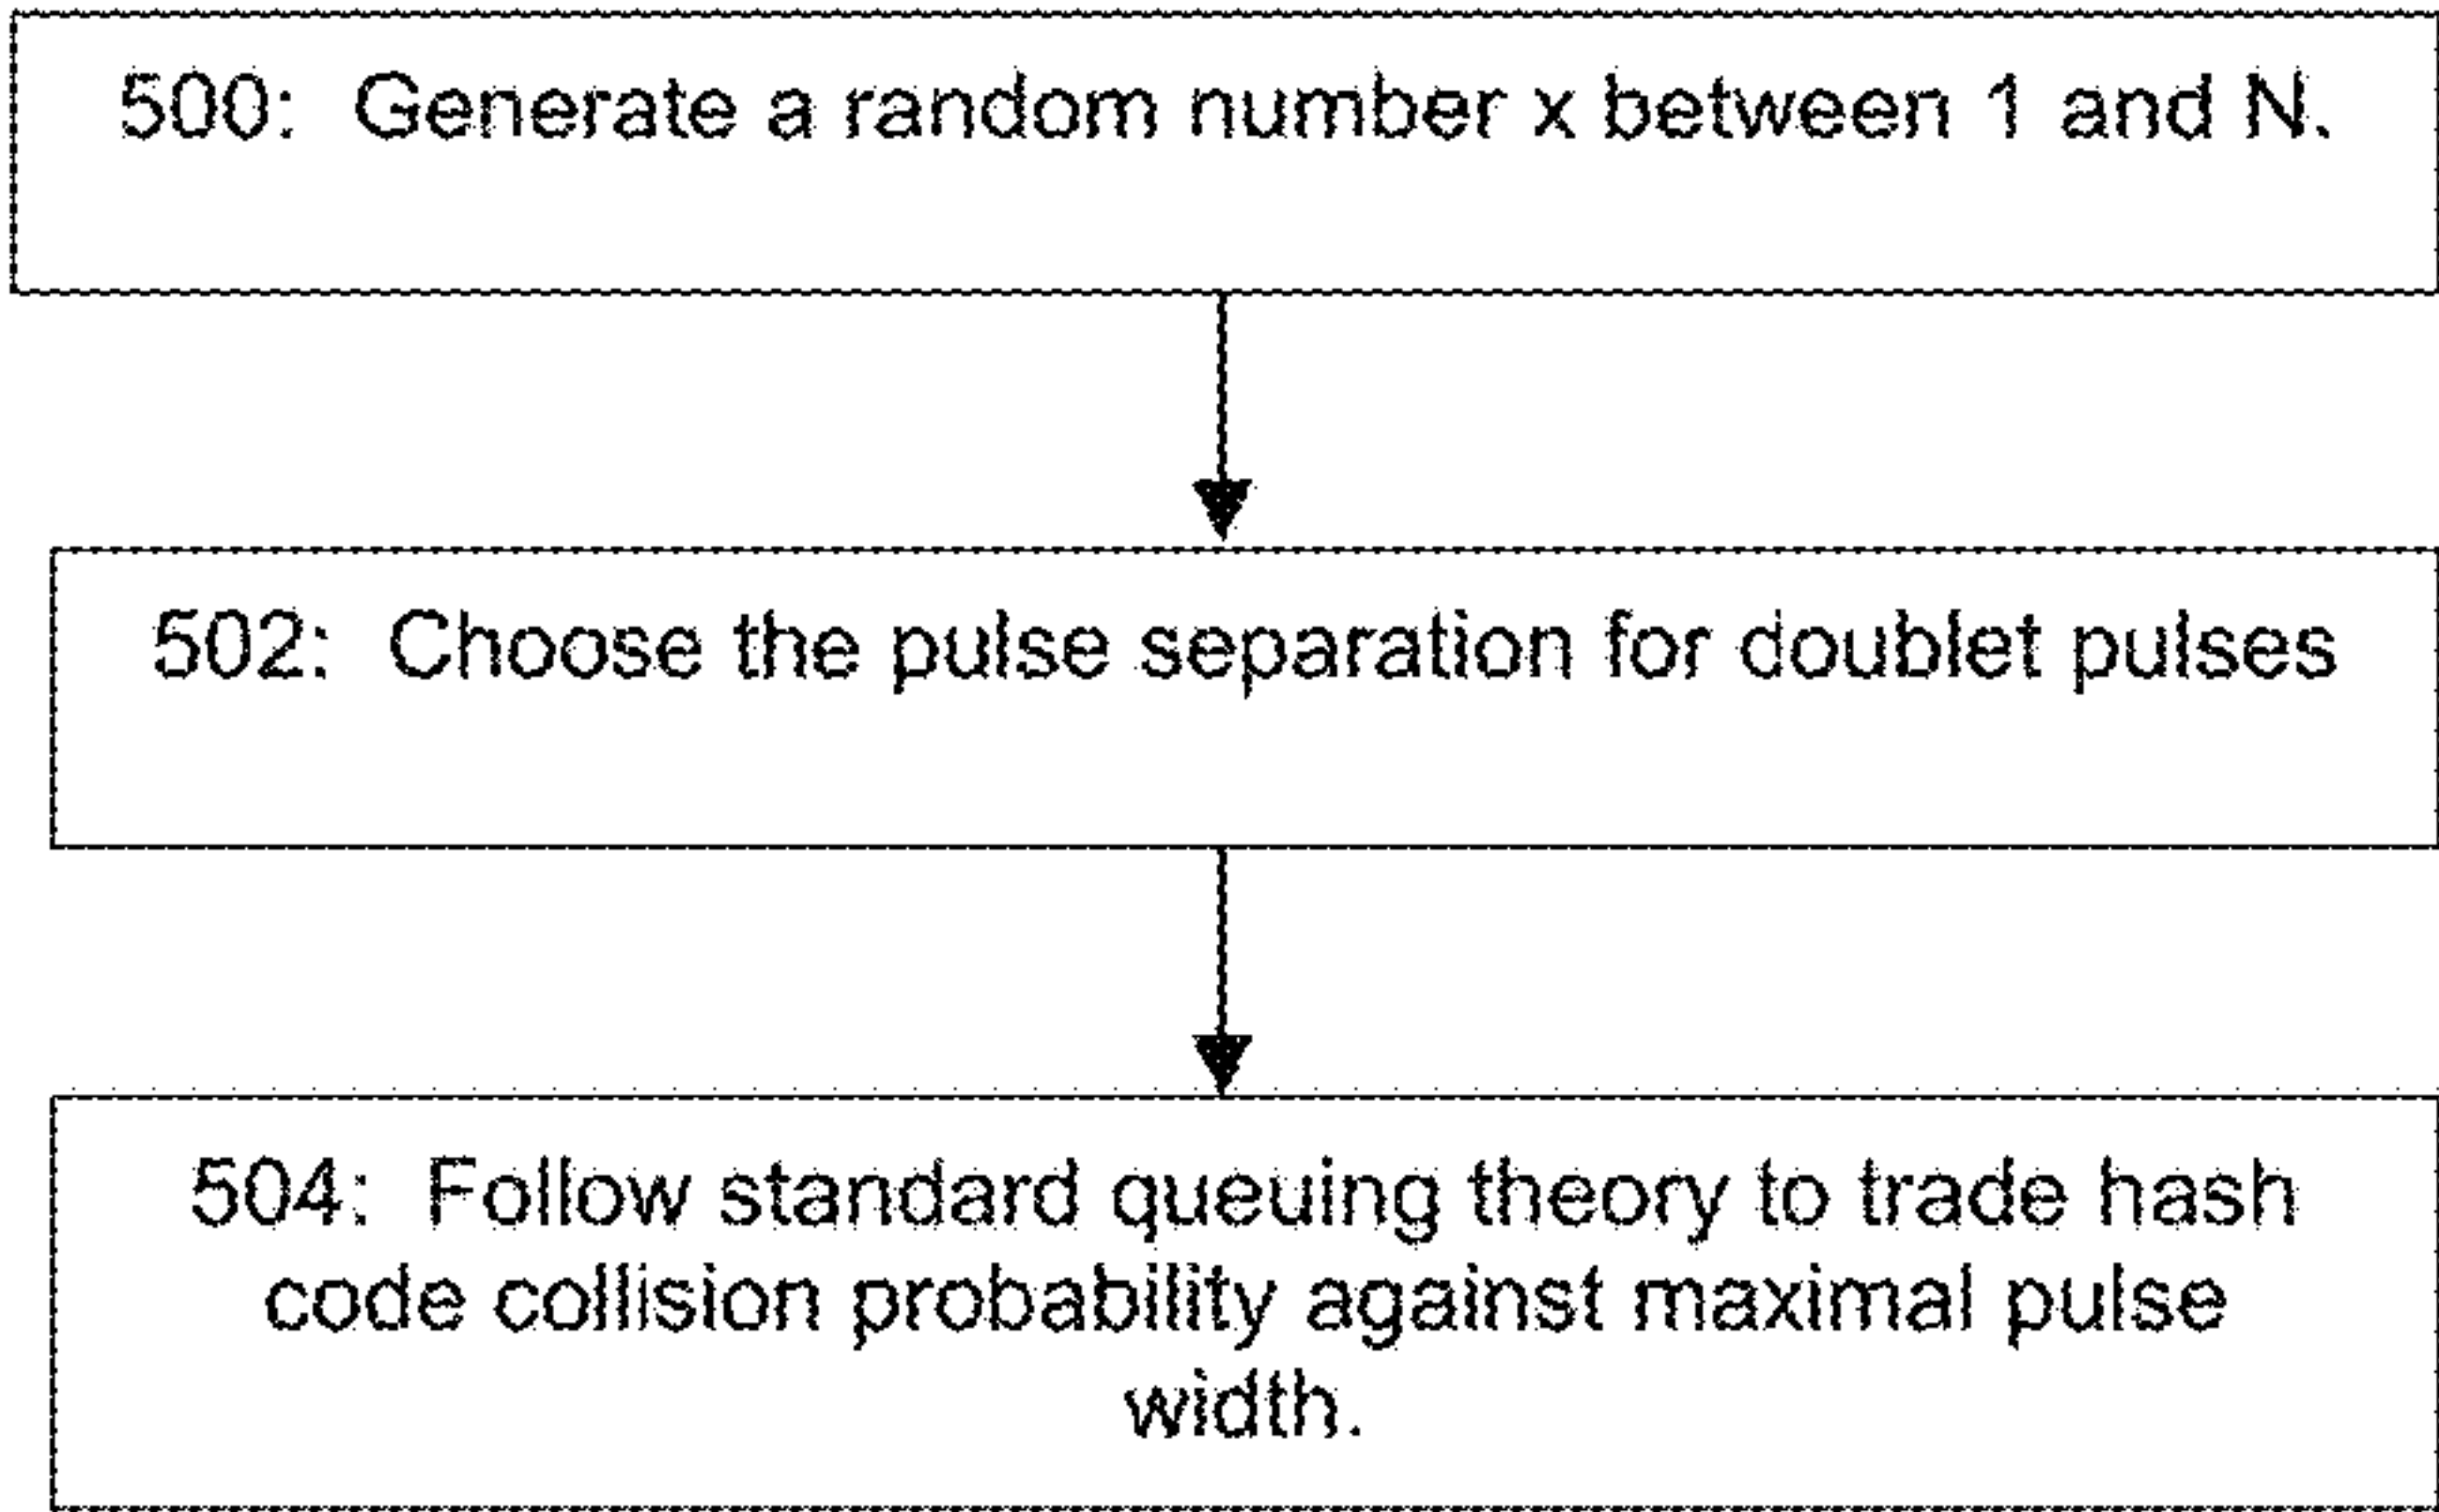 500: Generate a random number x between 1 and N.
502: Choose the pulse separation for doublet pulses
504: Follow standard queuing theory to trade hash
code collision probability against maximal pulse
width.